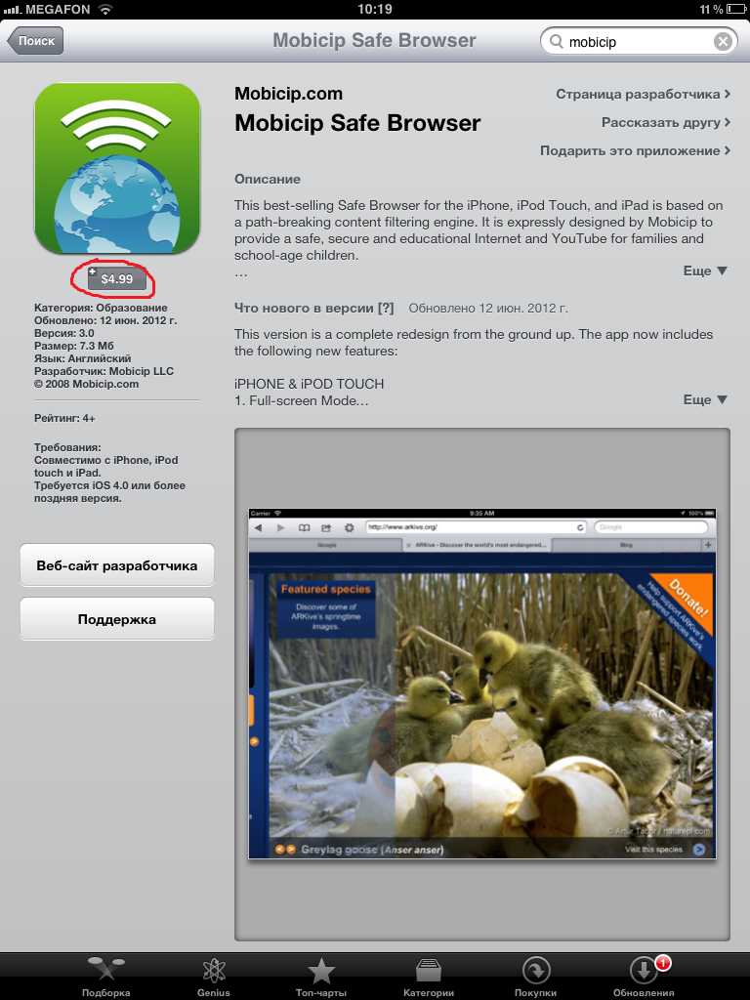 MEGAFON
10:19
11 %
Поиск
Mobicip Safe Browser
mobicip
Mobicip.com
Mobicip Safe Browser
Страница разработчика
Рассказать другу
Подарить это приложение
$4.99
Категория: Образование
Обновлено: 12 июн. 2012 г.
Версия: 3.0
Размер: 7.3 Мб
Язык: Английский
Разработчик: Mobicip LLC
© 2008 Mobicip.com
Рейтинг: 4+
Требования:
Совместимо с iPhone, iPod
touch и iPad.
Требуется iOS 4.0 или более
поздняя версия.
Веб-сайт разработчика
Поддержка
Описание
This best-selling Safe Browser for the iPhone, iPod Touch, and iPad is based on
a path-breaking content filtering engine. It is expressly designed by Mobicip to
provide a safe, secure and educational Internet and YouTube for families and
school-age children.
…
Еще ▼
Что нового в версии [?] Обновлено 12 июн. 2012 г.
This version is a complete redesign from the ground up. The app now includes
the following new features:
iPHONE & iPOD TOUCH
1. Full-screen Mode…
Еще ▼
Carrier
9:35 AM
100%
http://www.arkive.org/
Google
Google
ARKive - Discover the world's most endangered...
Bing
Featured species
Discover some of
ARKive's springtime
images.
Donate!
Help support ARKive's
endangered species work.
© Artur Tabor / naturepl.com
Greylag goose (Anser anser)
Visit this species
Подборка
Genius
Топ-чарты
Категории
Покупки
Обновления
1